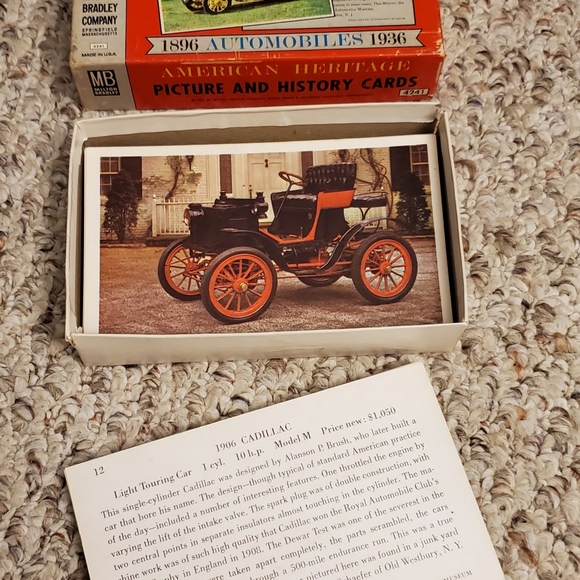 BRADLEY
COMPANY
SPRINGFIELD
MASSACHUSETTS
4241
MADE IN U.S.A.
1896 AUTOMOBILES 1936
MB
MILTON
BRADLEY
AMERICAN HERITAGE
PICTURE AND HISTORY CARDS
4241
12
1906 CADILLAC
Light Touring Car 1 cyl. 10 h.p. Model M Price new: $1,050
This single-cylinder Cadillac was designed by Alanson P. Brush, who later built a
car that bore his name. The design—though typical of standard American practice
of the day—included a number of interesting features. One throttled the engine by
varying the lift of the intake valve. The spark plug was of double construction, with
two central points in separate insulators almost touching in the cylinder. The ma-
shine work was of such high quality that Cadillac won the Royal Automobile Club's
phy in England in 1903. The Dewar Test was one of the severest in the
were taken apart completely, the parts scrambled, the cars
through a 500-mile endurance run. This was a true
pictured here was found in a junk yard
haefer of Old Westbury, N. Y.